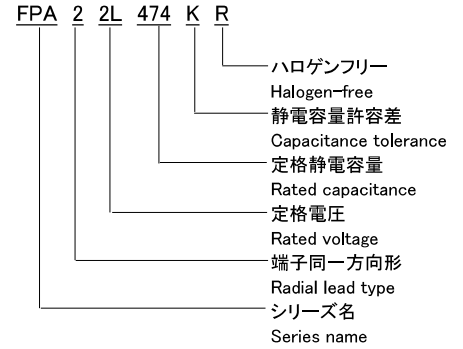 FPA 2 2L 474 K R
ハロゲンフリー
Halogen-free
静電容量許容差
Capacitance tolerance
定格静電容量
Rated capacitance
定格電圧
Rated voltage
端子同一方向形
Radial lead type
シリーズ名
Series name